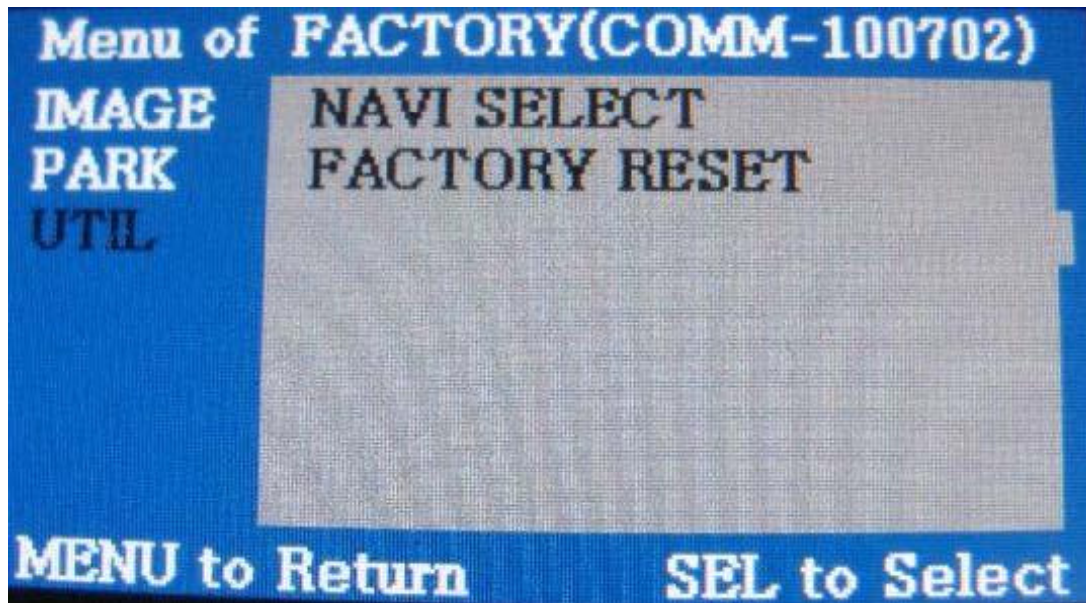 Menu of FACTORY(COMM-100702)
IMAGE NAVI SELECT
PARK FACTORY RESET
UTIL
MENU to Return SEL to Select